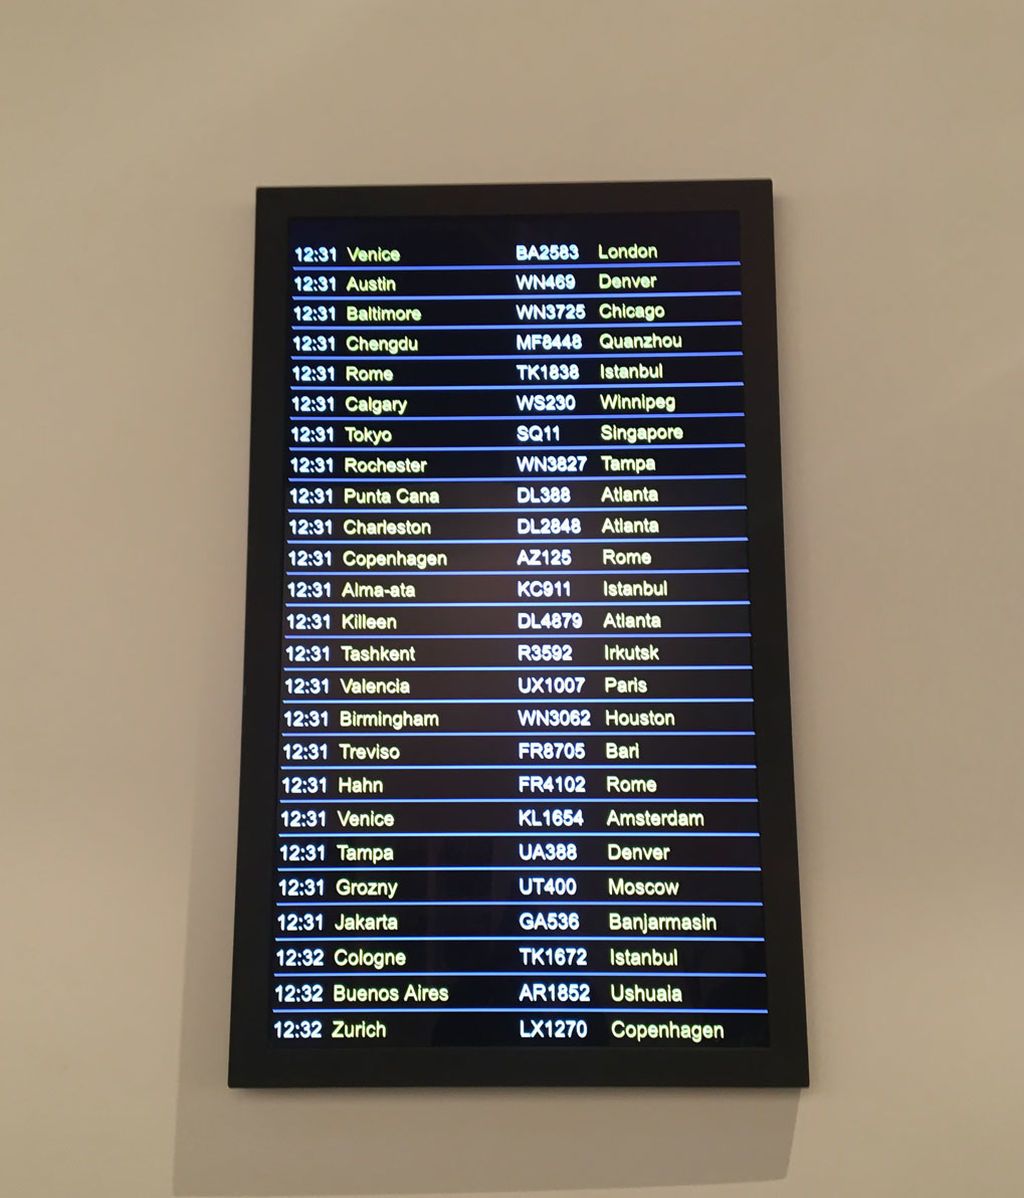 12:31 Venice BA2583 London
12:31 Austin WN469 Denver
12:31 Baltimore WN3725 Chicago
12:31 Chengdu MF8448 Quanzhou
12:31 Rome TK1838 Istanbul
12:31 Calgary WS230 Winnipeg
12:31 Tokyo SQ11 Singapore
12:31 Rochester WN3827 Tampa
12:31 Punta Cana DL388 Atlanta
12:31 Charleston DL2848 Atlanta
12:31 Copenhagen AZ125 Rome
12:31 Alma-ata KC911 Istanbul
12:31 Killeen DL4879 Atlanta
12:31 Tashkent R3592 Irkutsk
12:31 Valencia UX1007 Paris
12:31 Birmingham WN3062 Houston
12:31 Treviso FR8705 Bari
12:31 Hahn FR4102 Rome
12:31 Venice KL1654 Amsterdam
12:31 Tampa UA388 Denver
12:31 Grozny UT400 Moscow
12:31 Jakarta GA536 Banjarmasin
12:32 Cologne TK1672 Istanbul
12:32 Buenos Aires AR1852 Ushuaia
12:32 Zurich LX1270 Copenhagen